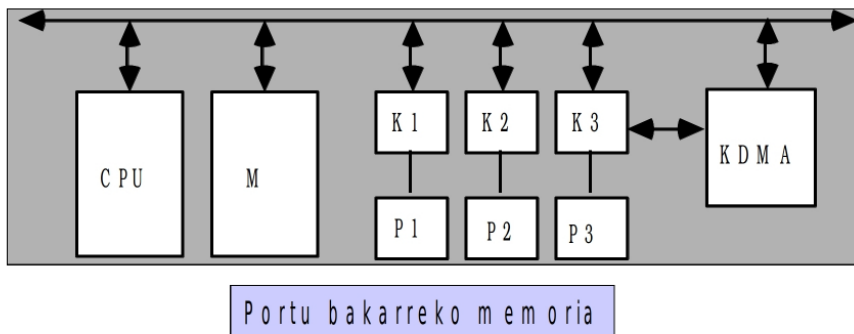 CPU
M
K1
K2
K3
KDMA
P1
P2
P3
Portu bakarreko memoria